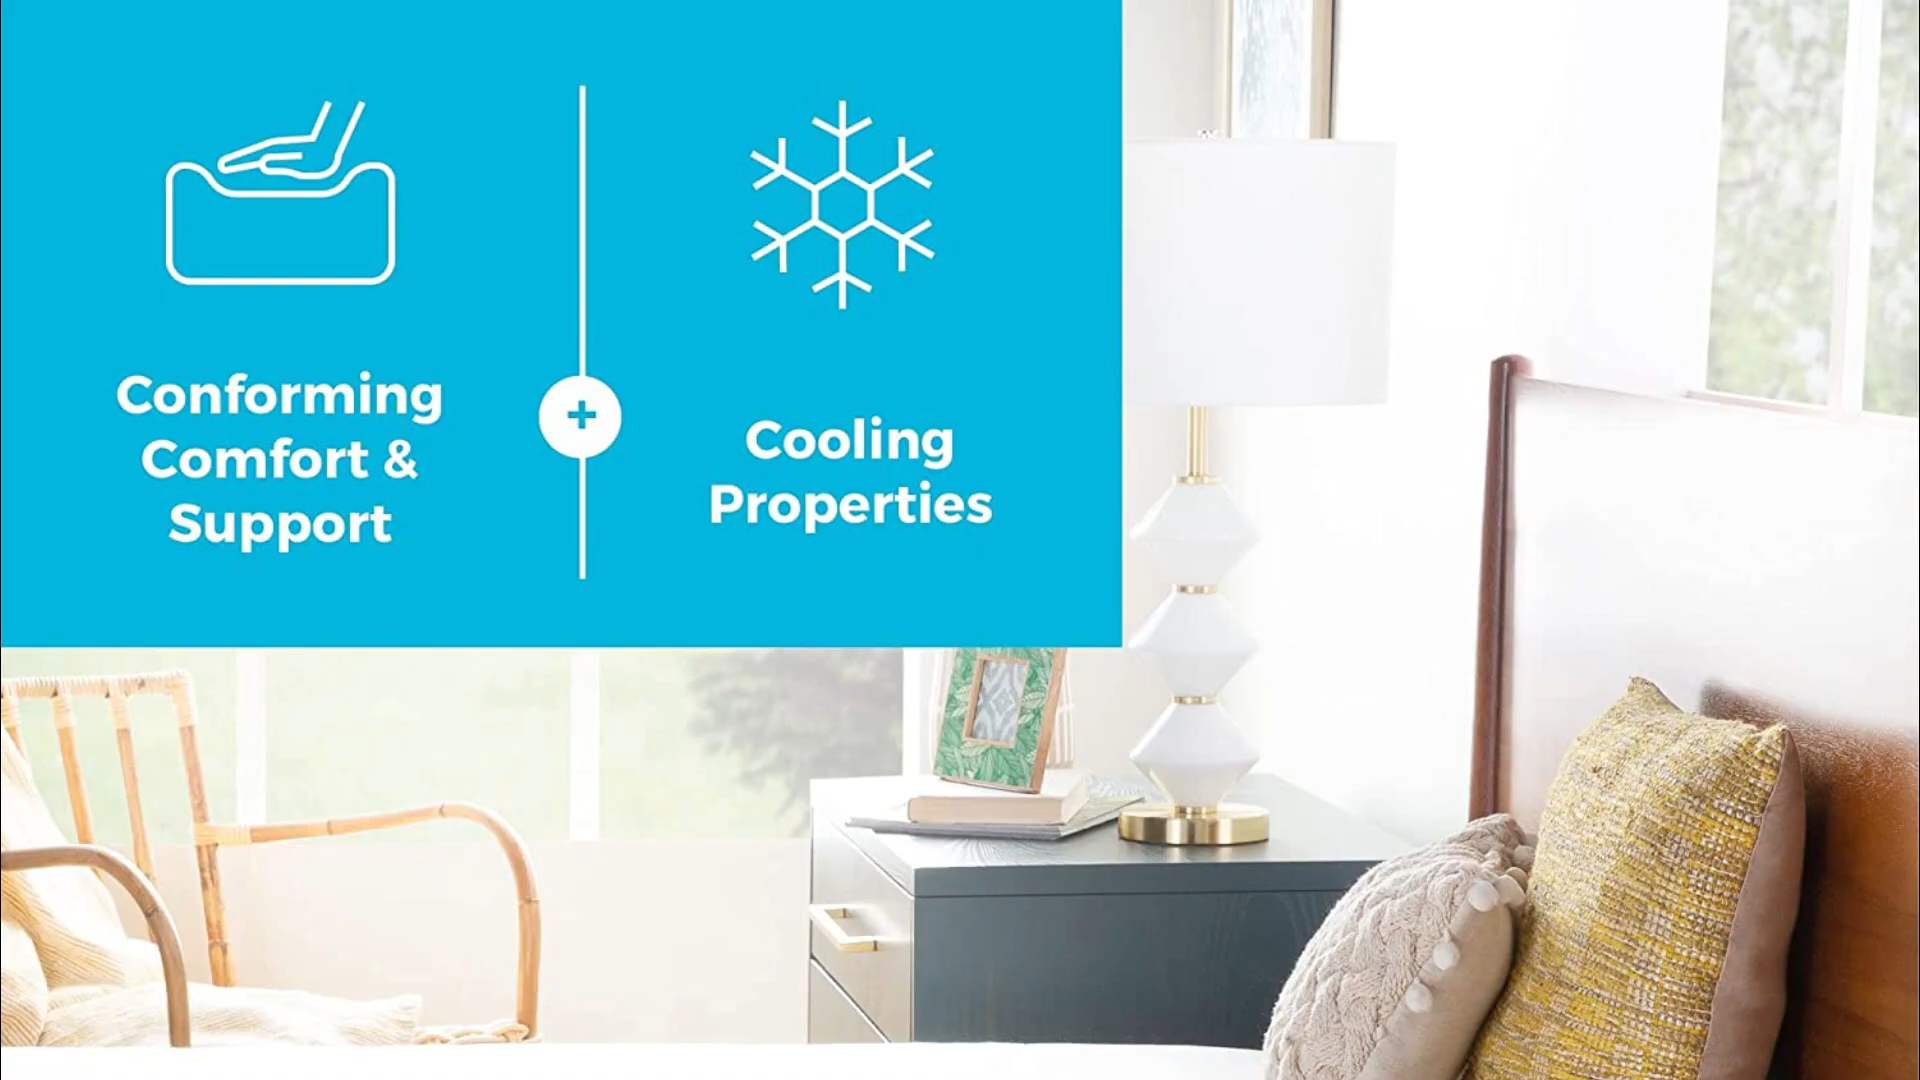 Conforming
Comfort &
Support
+
Cooling
Properties